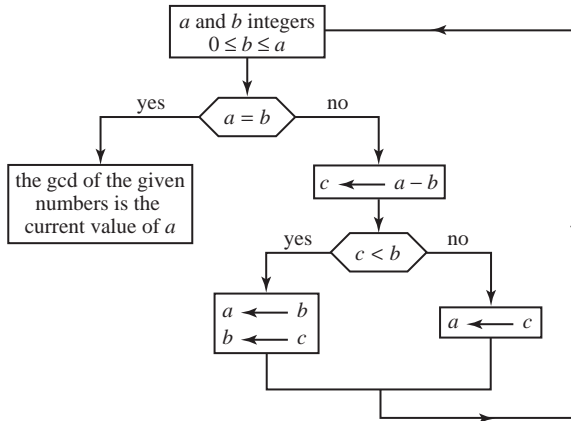 a and b integers
0 ≤ b ≤ a
yes
a = b
no
the gcd of the given
numbers is the
current value of a
c ← a − b
yes
c < b
no
a ← b
b ← c
a ← c